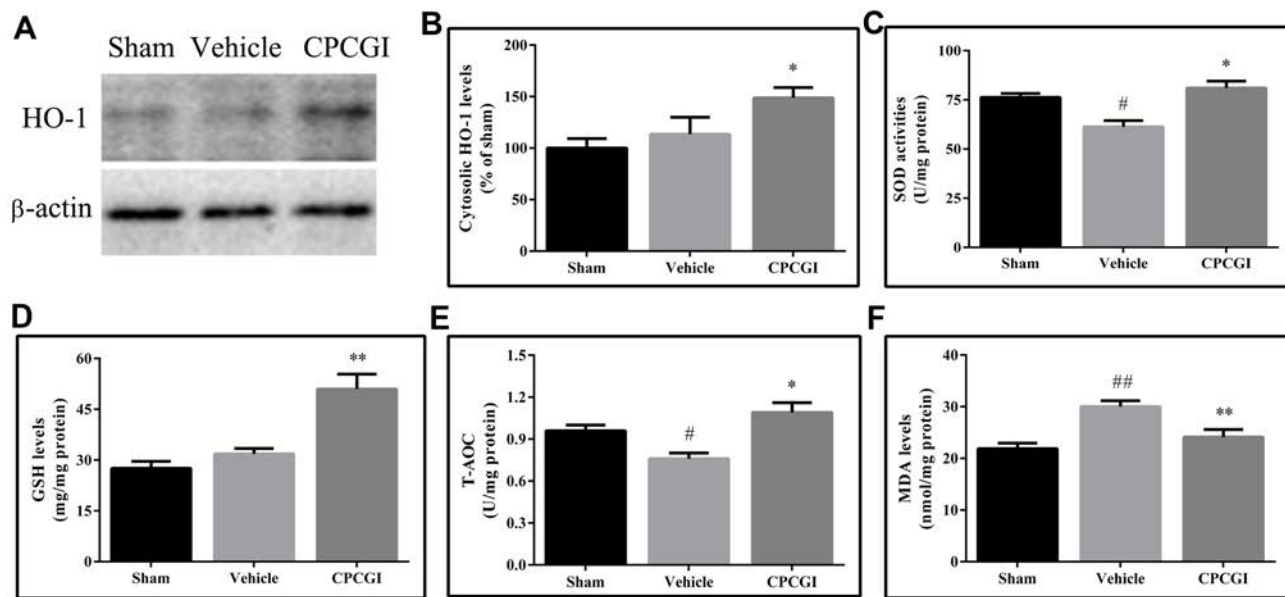 A
Sham Vehicle CPCGI
HO-1
β-actin
B
Cytosolic HO-1 levels
(% of sham)
200
150
100
50
0
*
Sham Vehicle CPCGI
C
SOD activities
(U/mg protein)
100
75
50
25
0
#
*
Sham Vehicle CPCGI
D
GSH levels
(mg/mg protein)
60
45
30
15
0
**
Sham Vehicle CPCGI
E
T-AOC
(U/mg protein)
1.5
1.2
0.9
0.6
0.3
0.0
#
*
Sham Vehicle CPCGI
F
MDA levels
(nmol/mg protein)
40
30
20
10
0
##
**
Sham Vehicle CPCGI